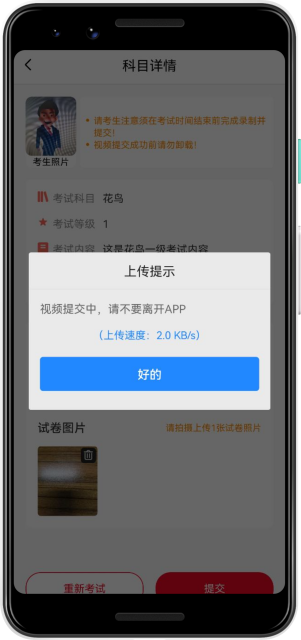 科目详情
• 请考生注意须在考试时间结束前完成录制并
提交!
• 视频提交成功前请勿卸载!
考生照片
考试科目 花鸟
考试等级 1
考试内容 这是花鸟一级考试内容
上传提示
视频提交中，请不要离开APP
（上传速度：2.0 KB/s）
好的
试卷图片 请拍摄上传1张试卷照片
重新考试 提交